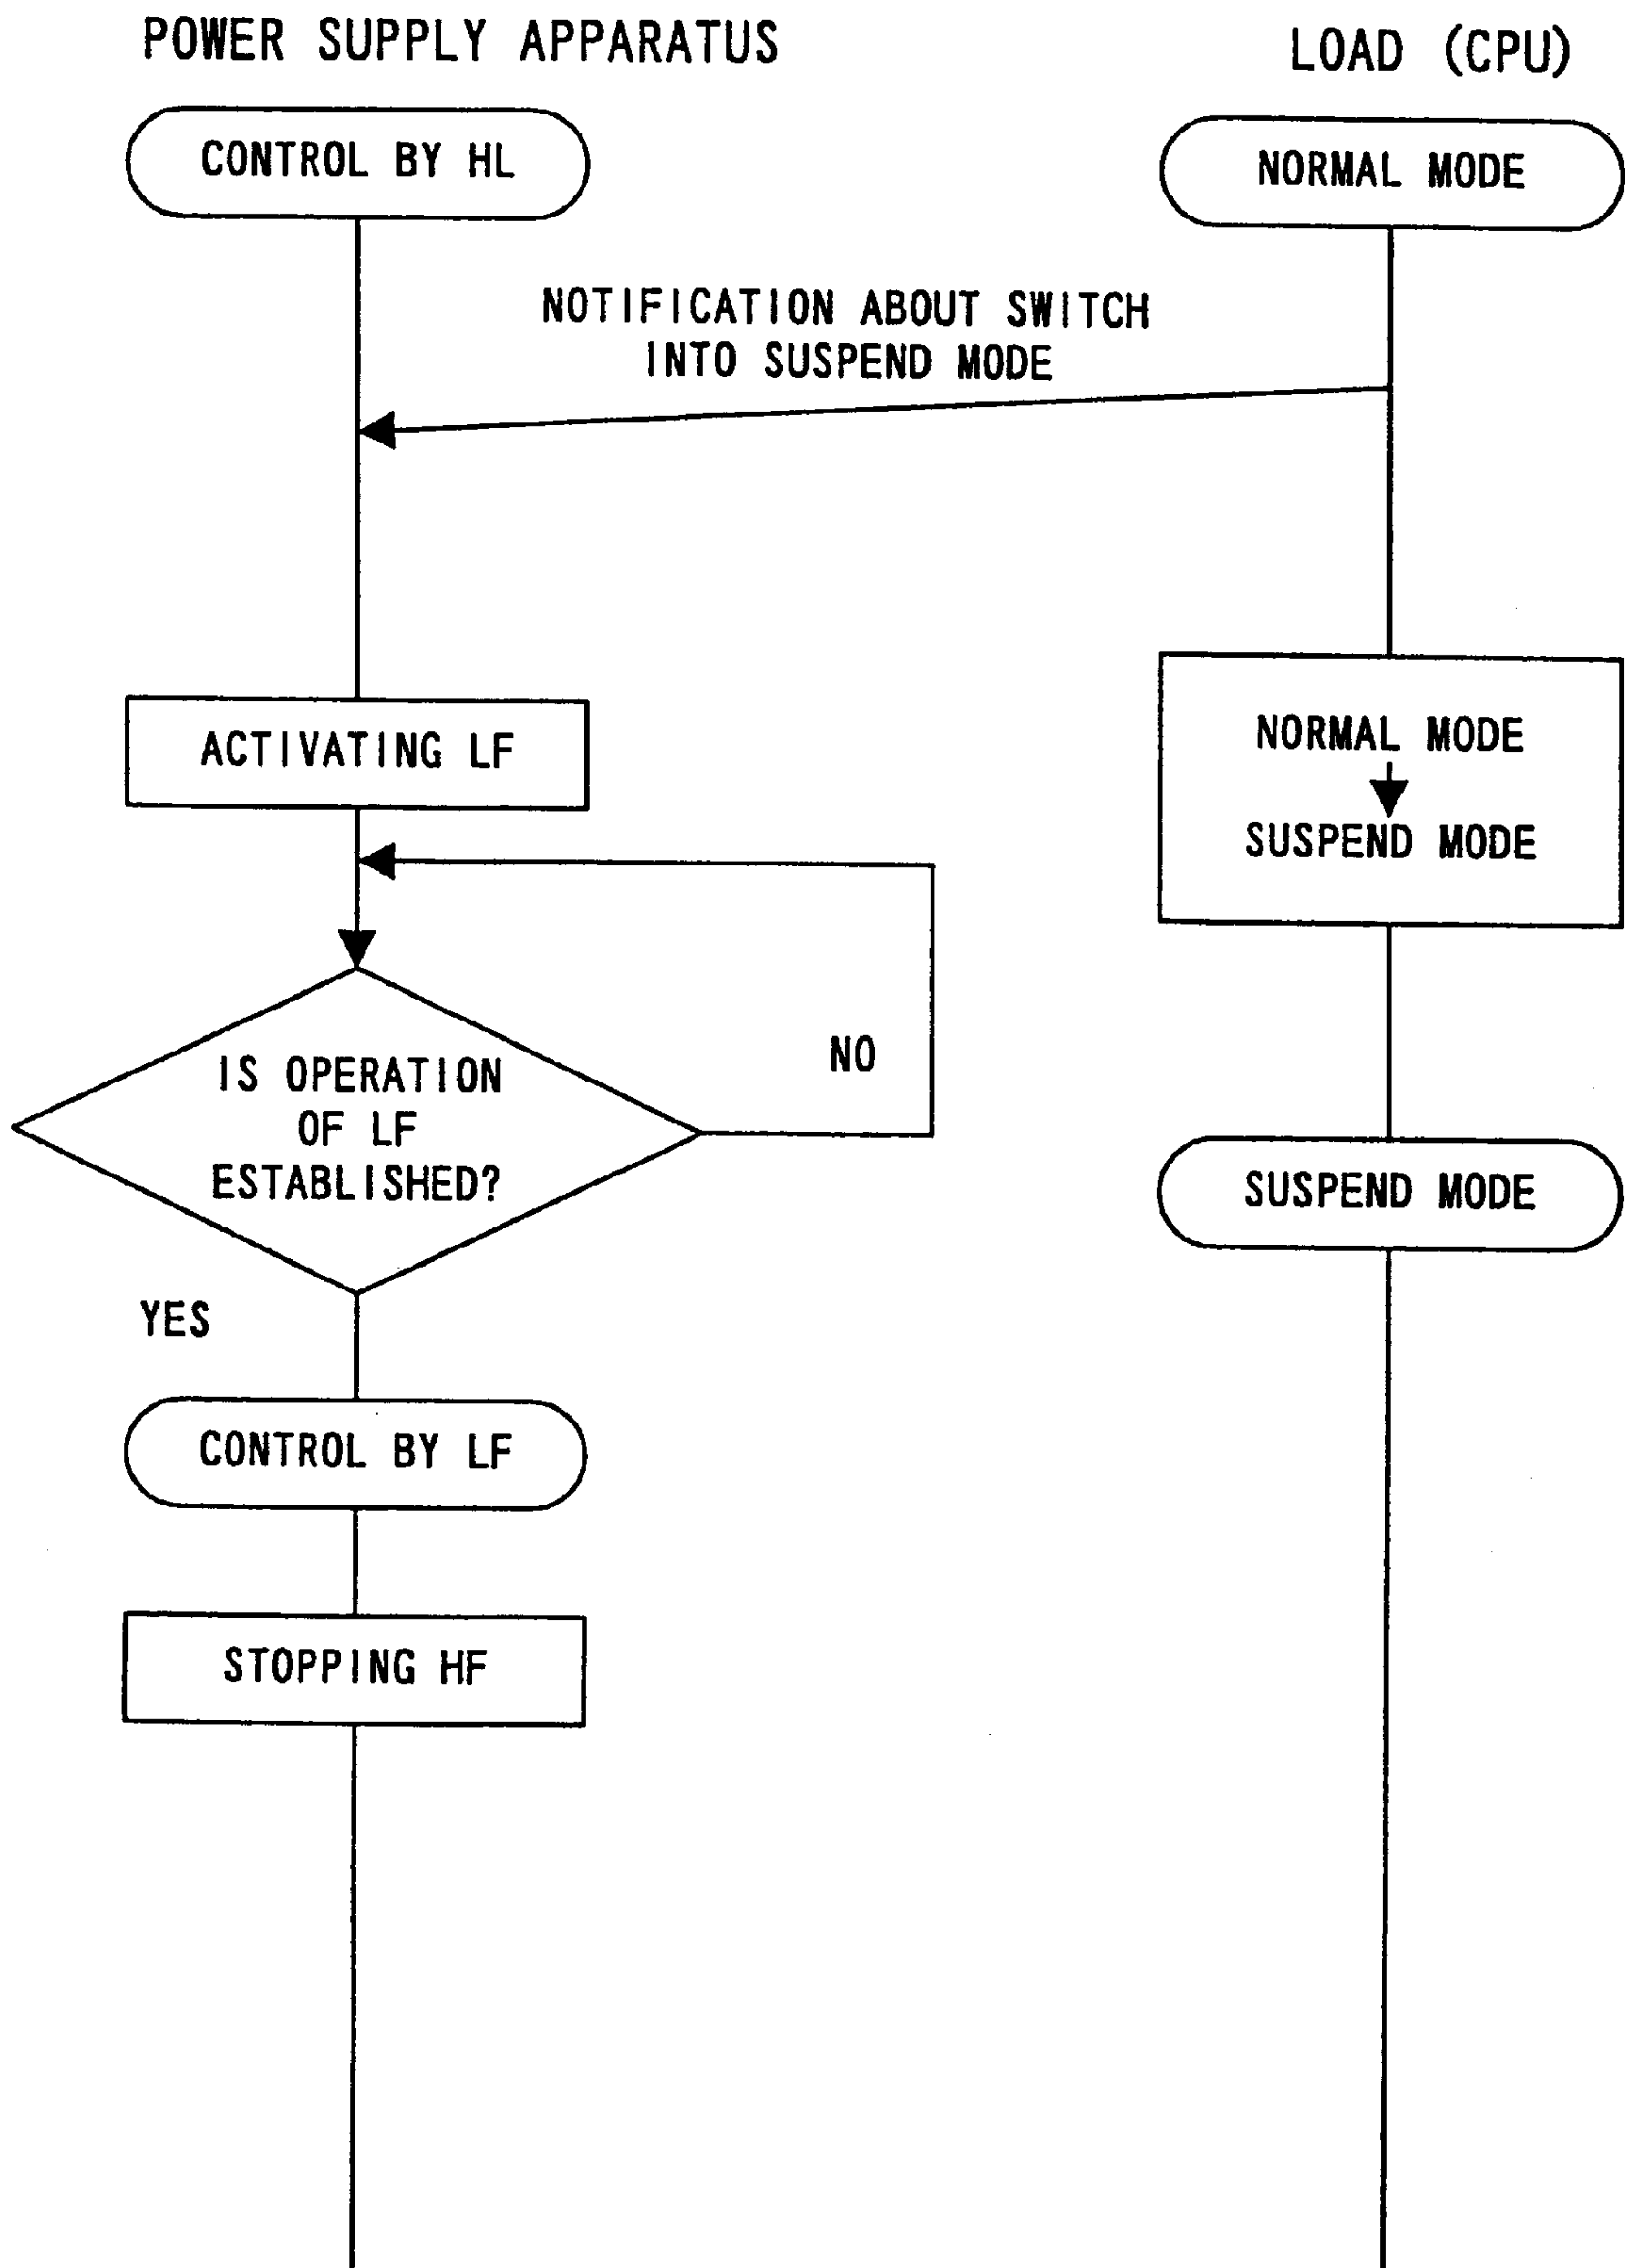 POWER SUPPLY APPARATUS
LOAD (CPU)
CONTROL BY HL
NORMAL MODE
NOTIFICATION ABOUT SWITCH
INTO SUSPEND MODE
ACTIVATING LF
NORMAL MODE
SUSPEND MODE
IS OPERATION
OF LF
ESTABLISHED?
NO
SUSPEND MODE
YES
CONTROL BY LF
STOPPING HF